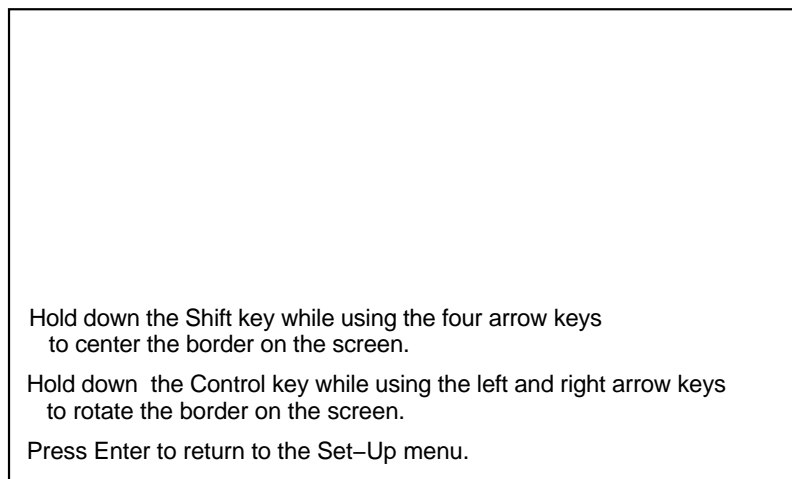 Hold down the Shift key while using the four arrow keys
to center the border on the screen.
Hold down the Control key while using the left and right arrow keys
to rotate the border on the screen.
Press Enter to return to the Set–Up menu.